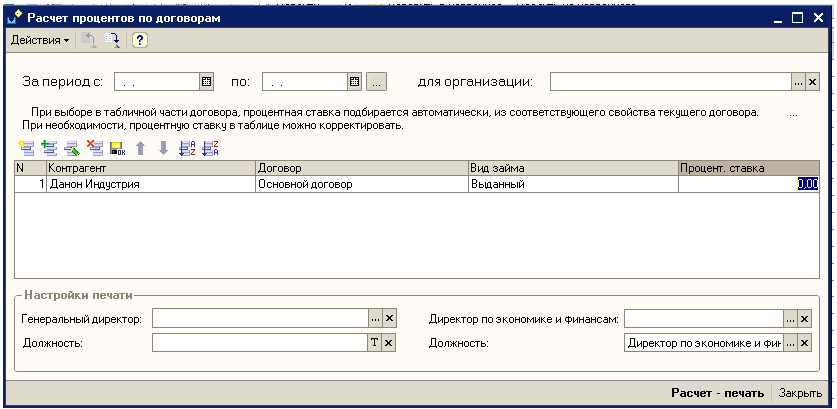 Расчет процентов по договорам
Действия
За период с: . . по: . . ... для организации: ...
При выборе в табличной части договора, процентная ставка подбирается автоматически, из соответствующего свойства текущего договора. ...
При необходимости, процентную ставку в таблице можно корректировать.
N Контрагент Договор Вид займа Процент. ставка
1 Данон Индустрия Основной договор Выданный 0,00
Настройки печати
Генеральный директор: ... Директор по экономике и финансам: ...
Должность: T Должность: Директор по экономике и фин ...
Расчет - печать Закрыть